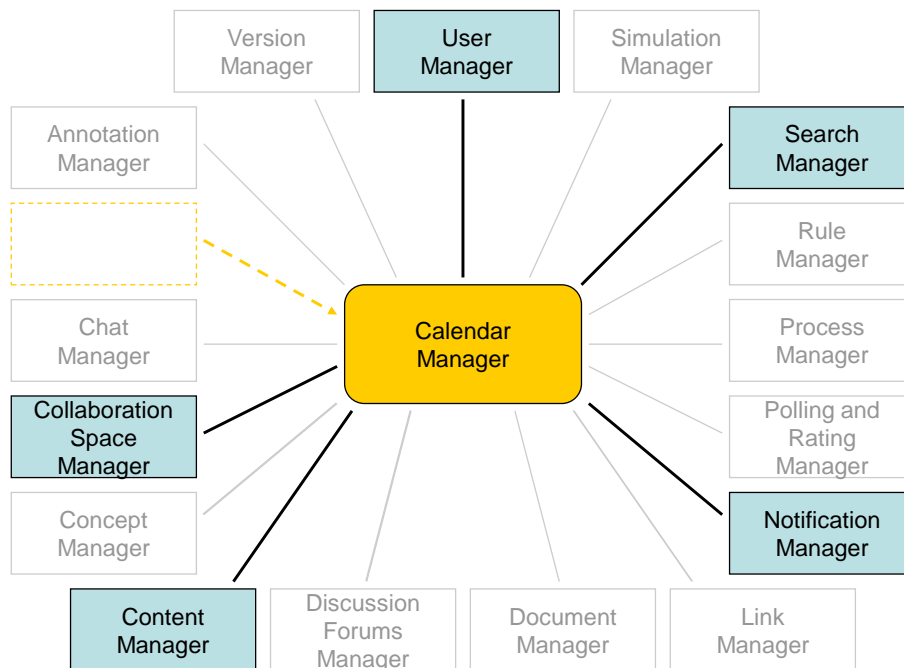 Version
Manager
User
Manager
Simulation
Manager
Annotation
Manager
Search
Manager
Rule
Manager
Chat
Manager
Calendar
Manager
Process
Manager
Collaboration
Space
Manager
Polling and
Rating
Manager
Concept
Manager
Notification
Manager
Content
Manager
Discussion
Forums
Manager
Document
Manager
Link
Manager